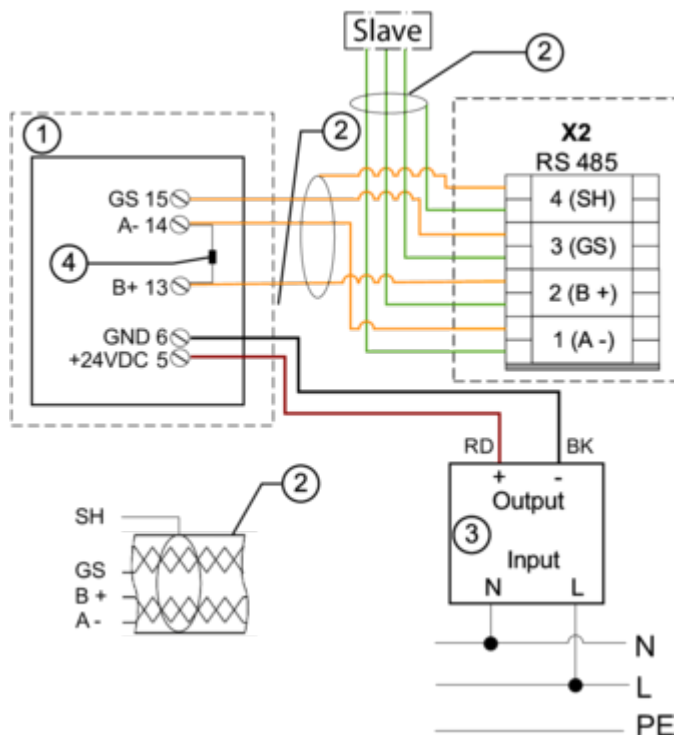 Slave
2
1
2
X2
RS 485
GS 15
A- 14
4
B+ 13
GND 6
+24VDC 5
4 (SH)
3 (GS)
2 (B +)
1 (A -)
RD
BK
+ -
Output
3
Input
N L
2
SH
GS
B +
A -
N
L
PE